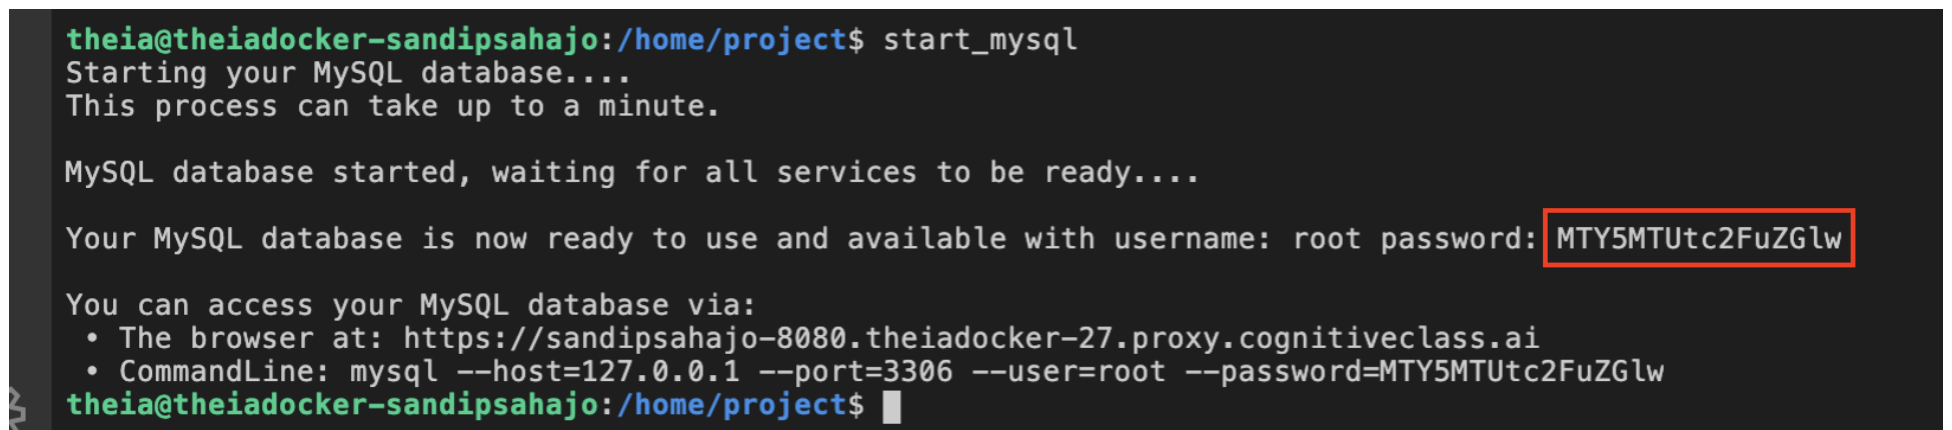 theia@theiadocker-sandipsahajo:/home/project$ start_mysql
Starting your MySQL database....
This process can take up to a minute.
MySQL database started, waiting for all services to be ready....
Your MySQL database is now ready to use and available with username: root password: MTY5MTUtc2FuZGlw
You can access your MySQL database via:
• The browser at: https://sandipsahajo-8080.theiadocker-27.proxy.cognitiveclass.ai
• CommandLine: mysql --host=127.0.0.1 --port=3306 --user=root --password=MTY5MTUtc2FuZGlw
theia@theiadocker-sandipsahajo:/home/project$